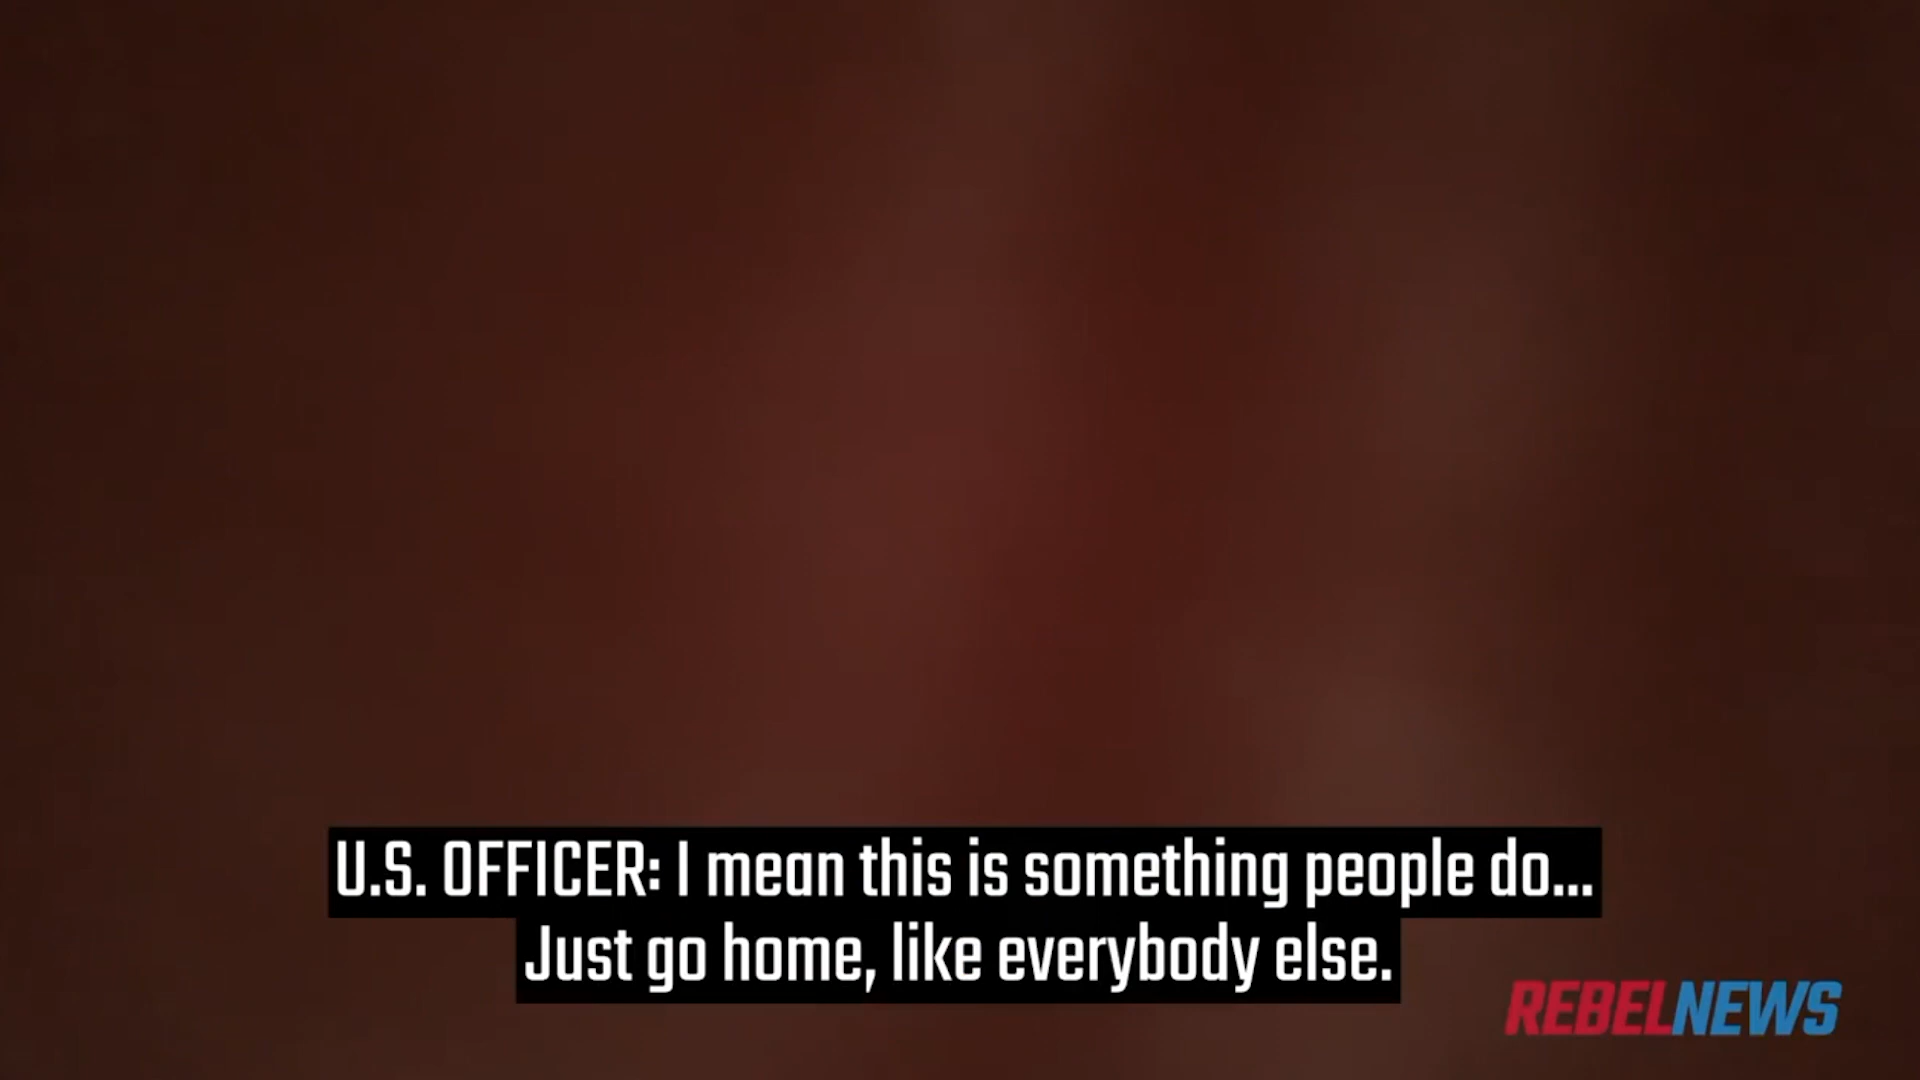 U.S. OFFICER: I mean this is something people do...
Just go home, like everybody else.
REBELNEWS